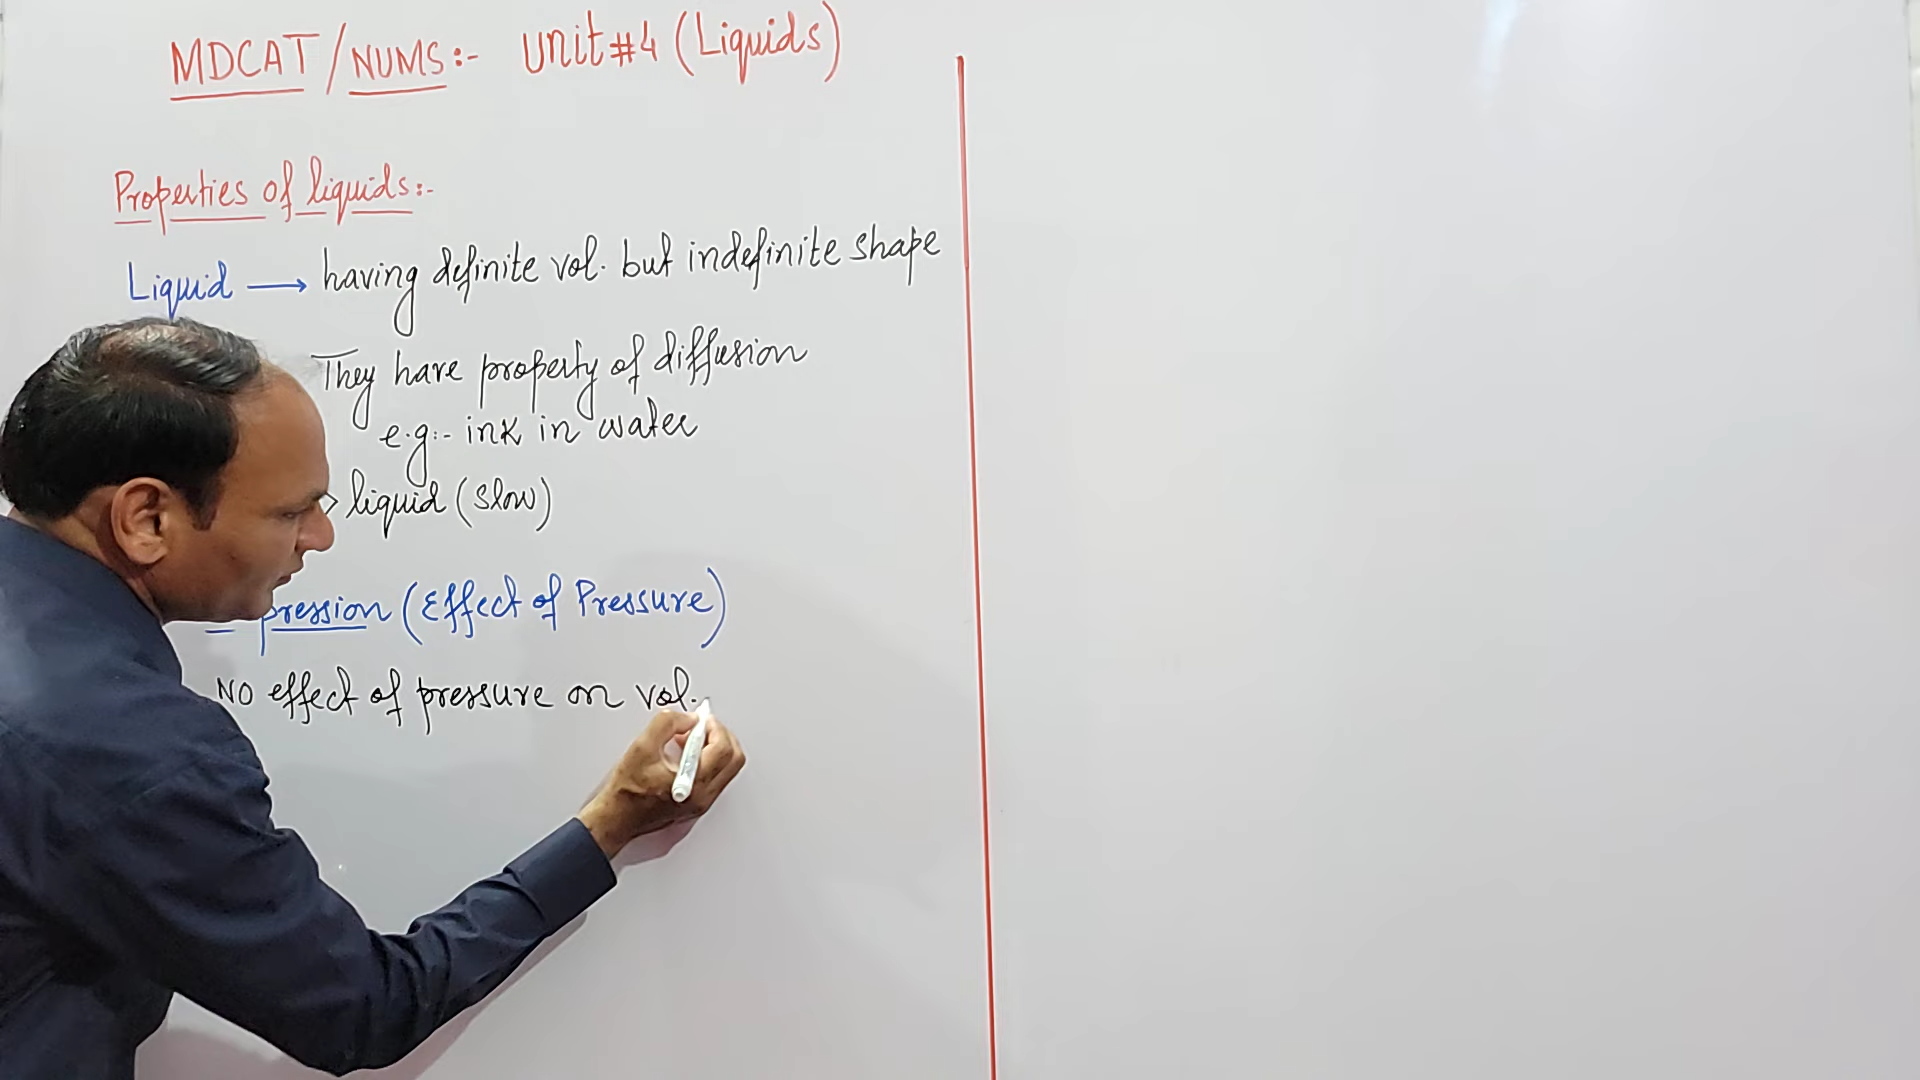 MDCAT/NUMS:- Unit#4 (Liquids)
Properties of liquids:-
Liquid → having definite vol. but indefinite shape
They have property of diffusion
e.g:- ink in water
liquid (slow)
pression (Effect of Pressure)
No effect of pressure on vol.